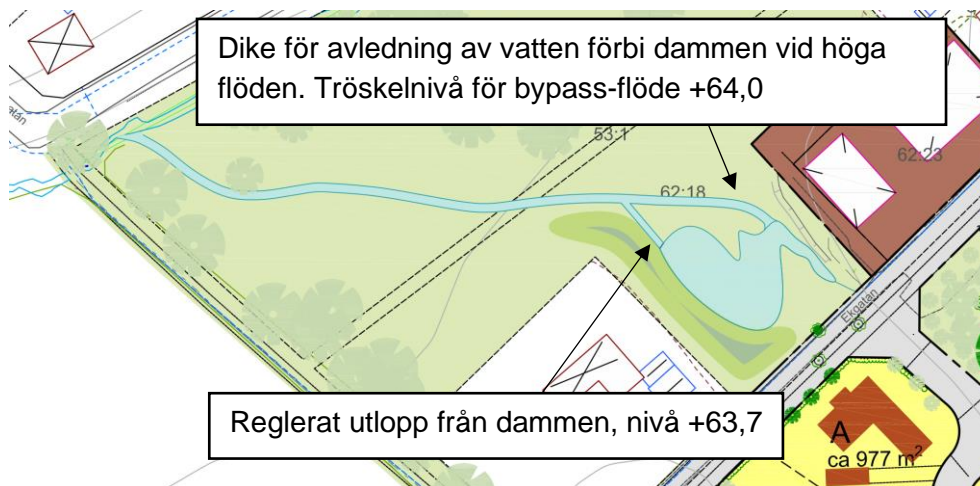 Dike för avledning av vatten förbi dammen vid höga
flöden. Tröskelnivå för bypass-flöde +64,0
53:1
62:23
62:18
Ekgatan
Reglerat utlopp från dammen, nivå +63,7
A
ca 977 m²